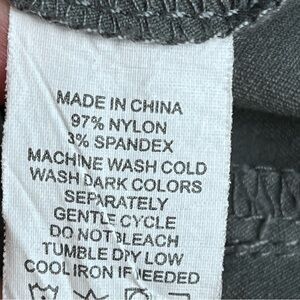 MADE IN CHINA
97% NYLON
3% SPANDEX
MACHINE WASH COLD
WASH DARK COLORS
SEPARATELY
GENTLE CYCLE
DO NOT BLEACH
TUMBLE DRY LOW
COOL IRON IF NEEDED